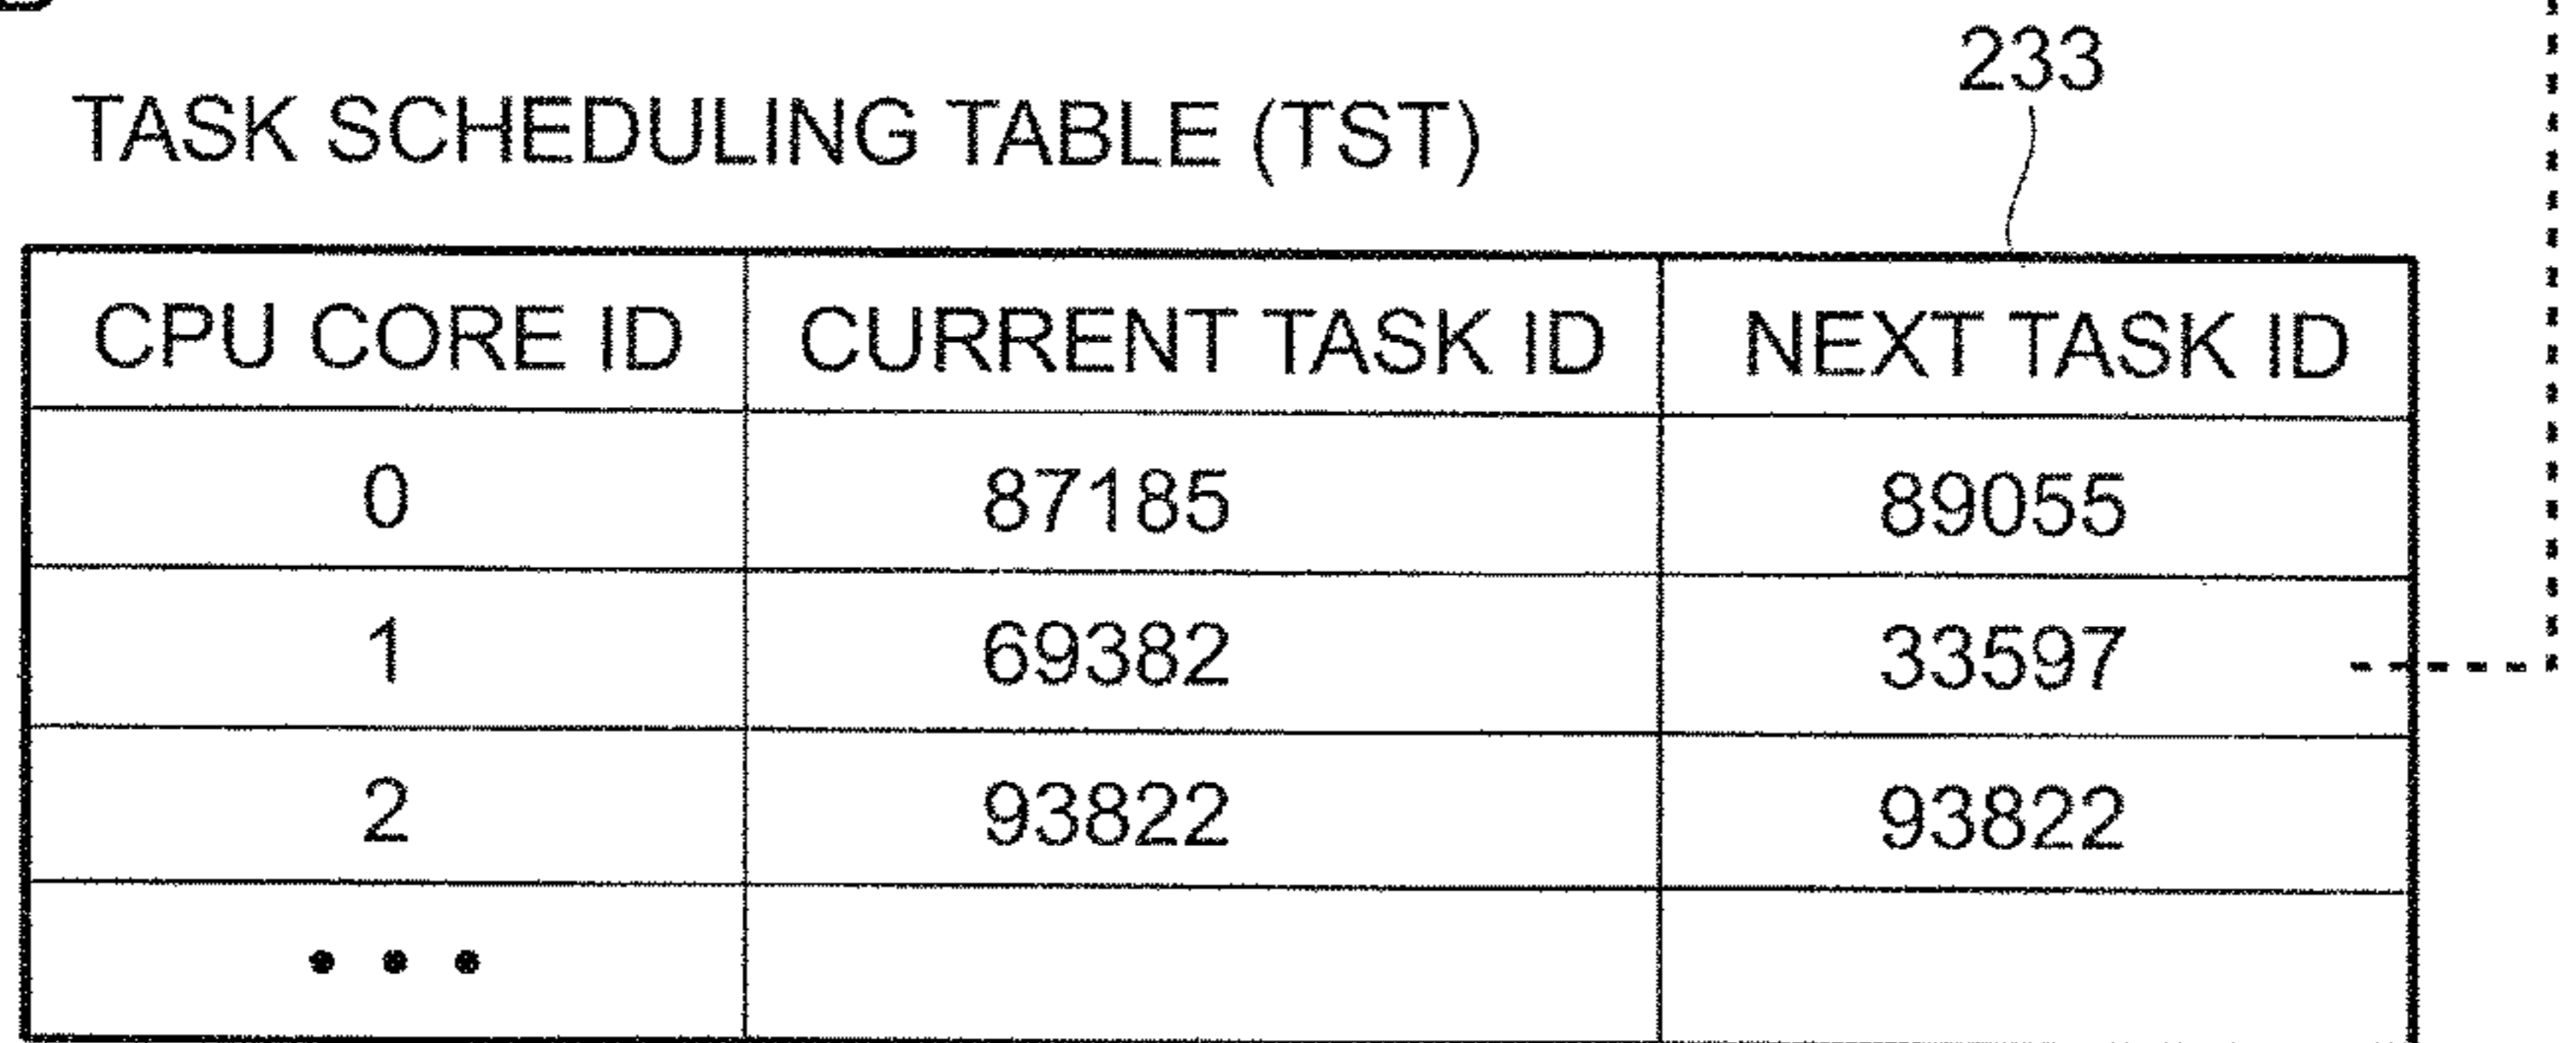 233
TASK SCHEDULING TABLE (TST)
CPU CORE ID CURRENT TASK ID NEXT TASK ID
0 87185 89055
1 69382 33597
2 93822 93822
• • •